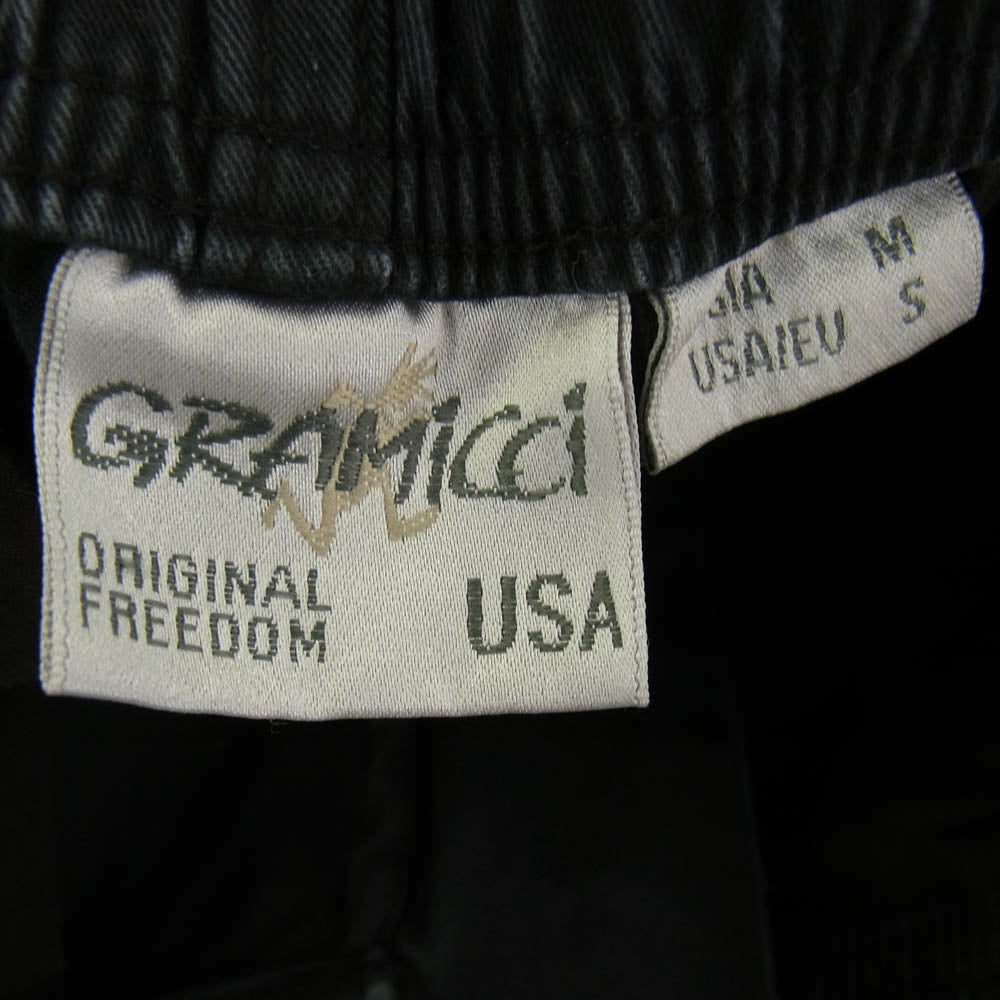 GRAMiCCi
ORIGINAL
FREEDOM
USA
M
USA/EU S